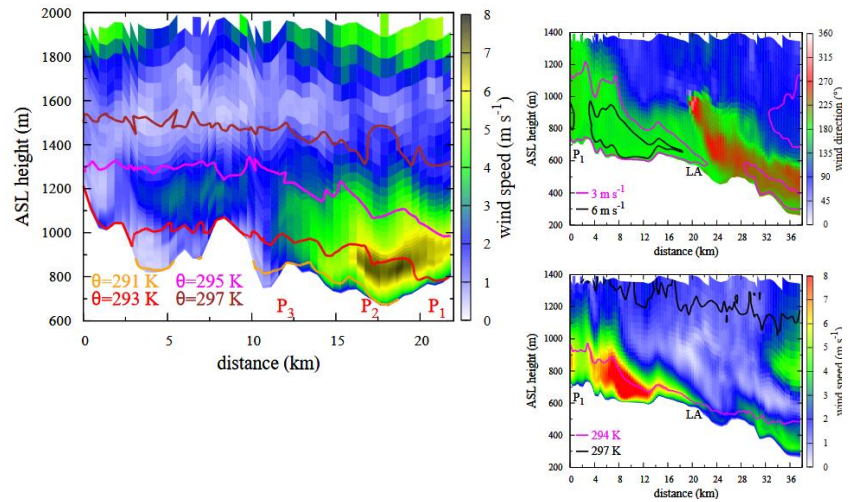 2000
1800
1600
1400
1200
1000
800
600
ASL height (m)
θ=291 K θ=295 K
θ=293 K θ=297 K
P3 P2 P1
0 5 10 15 20
distance (km)
8
7
6
5
4
3
2
1
0
wind speed (m s-1)
1400
1200
1000
800
600
400
200
ASL height (m)
P1
LA
3 m s-1
6 m s-1
0 4 8 12 16 20 24 28 32 36
distance (km)
360
315
270
225
180
135
90
45
0
wind direction (°)
1400
1200
1000
800
600
400
200
ASL height (m)
P1
LA
294 K
297 K
0 4 8 12 16 20 24 28 32 36
distance (km)
8
7
6
5
4
3
2
1
0
wind speed (m s-1)